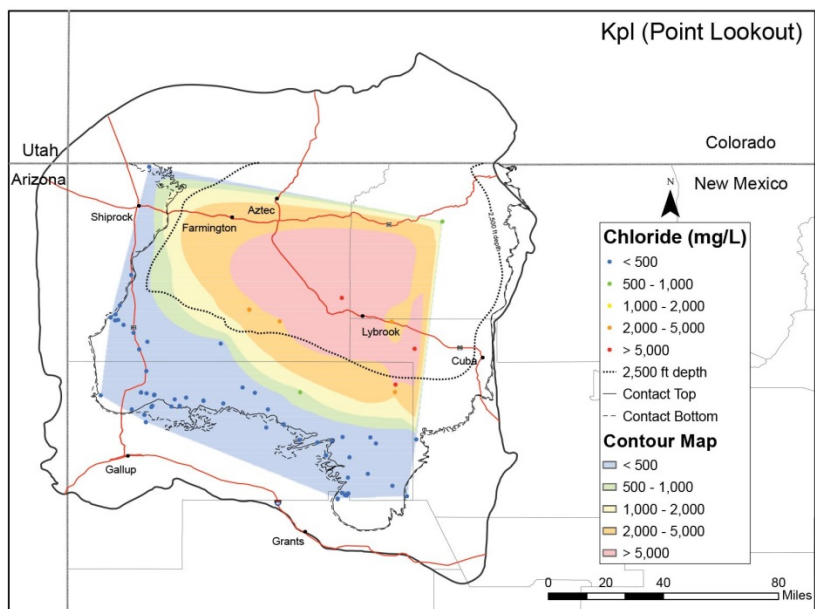 Kpl (Point Lookout)
Utah
Colorado
Arizona
New Mexico
N
Shiprock
Aztec
Farmington
2,500 ft depth
Lybrook
Cuba
Gallup
Grants
Chloride (mg/L)
< 500
500 - 1,000
1,000 - 2,000
2,000 - 5,000
> 5,000
2,500 ft depth
Contact Top
Contact Bottom
Contour Map
< 500
500 - 1,000
1,000 - 2,000
2,000 - 5,000
> 5,000
0 20 40 80
Miles